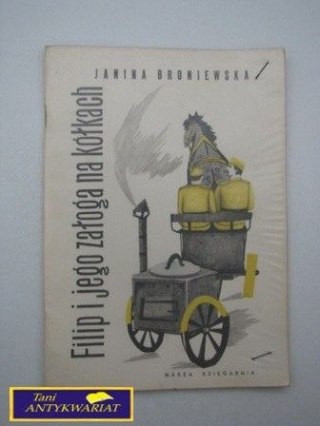 JANINA BRONIEWSKA
Filip i jego załoga na kółkach
NASZA KSIĘGARNIA
Tani
ANTYKWARIAT